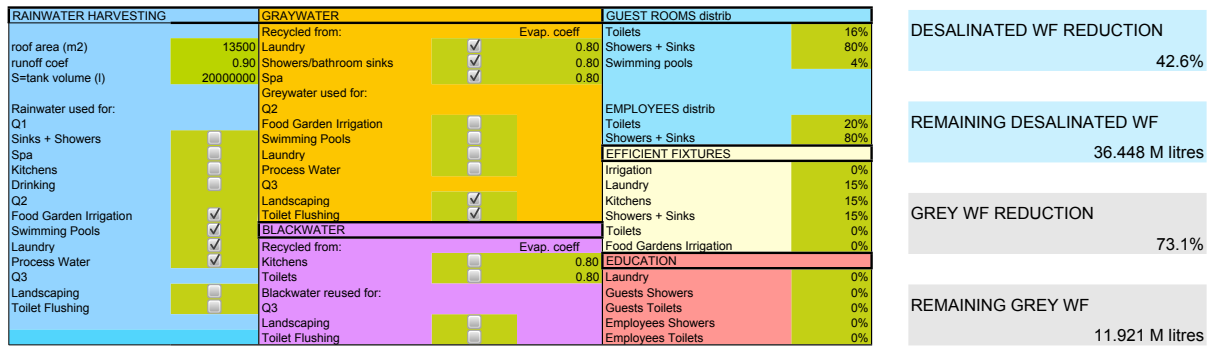 RAINWATER HARVESTING
roof area (m2) 13500
runoff coef 0.90
S=tank volume (l) 20000000
Rainwater used for:
Q1
Sinks + Showers
Spa
Kitchens
Drinking
Q2
Food Garden Irrigation
Swimming Pools
Laundry
Process Water
Q3
Landscaping
Toilet Flushing
GRAYWATER
Recycled from: Evap. coeff
Laundry 0.80
Showers/bathroom sinks 0.80
Spa 0.80
Greywater used for:
Q2
Food Garden Irrigation
Swimming Pools
Laundry
Process Water
Q3
Landscaping
Toilet Flushing
BLACKWATER
Recycled from: Evap. coeff
Kitchens 0.80
Toilets 0.80
Blackwater reused for:
Q3
Landscaping
Toilet Flushing
GUEST ROOMS distrib
Toilets 16%
Showers + Sinks 80%
Swimming pools 4%
EMPLOYEES distrib
Toilets 20%
Showers + Sinks 80%
EFFICIENT FIXTURES
Irrigation 0%
Laundry 15%
Kitchens 15%
Showers + Sinks 15%
Toilets 0%
Food Gardens Irrigation 0%
EDUCATION
Laundry 0%
Guests Showers 0%
Guests Toilets 0%
Employees Showers 0%
Employees Toilets 0%
DESALINATED WF REDUCTION
42.6%
REMAINING DESALINATED WF
36.448 M litres
GREY WF REDUCTION
73.1%
REMAINING GREY WF
11.921 M litres